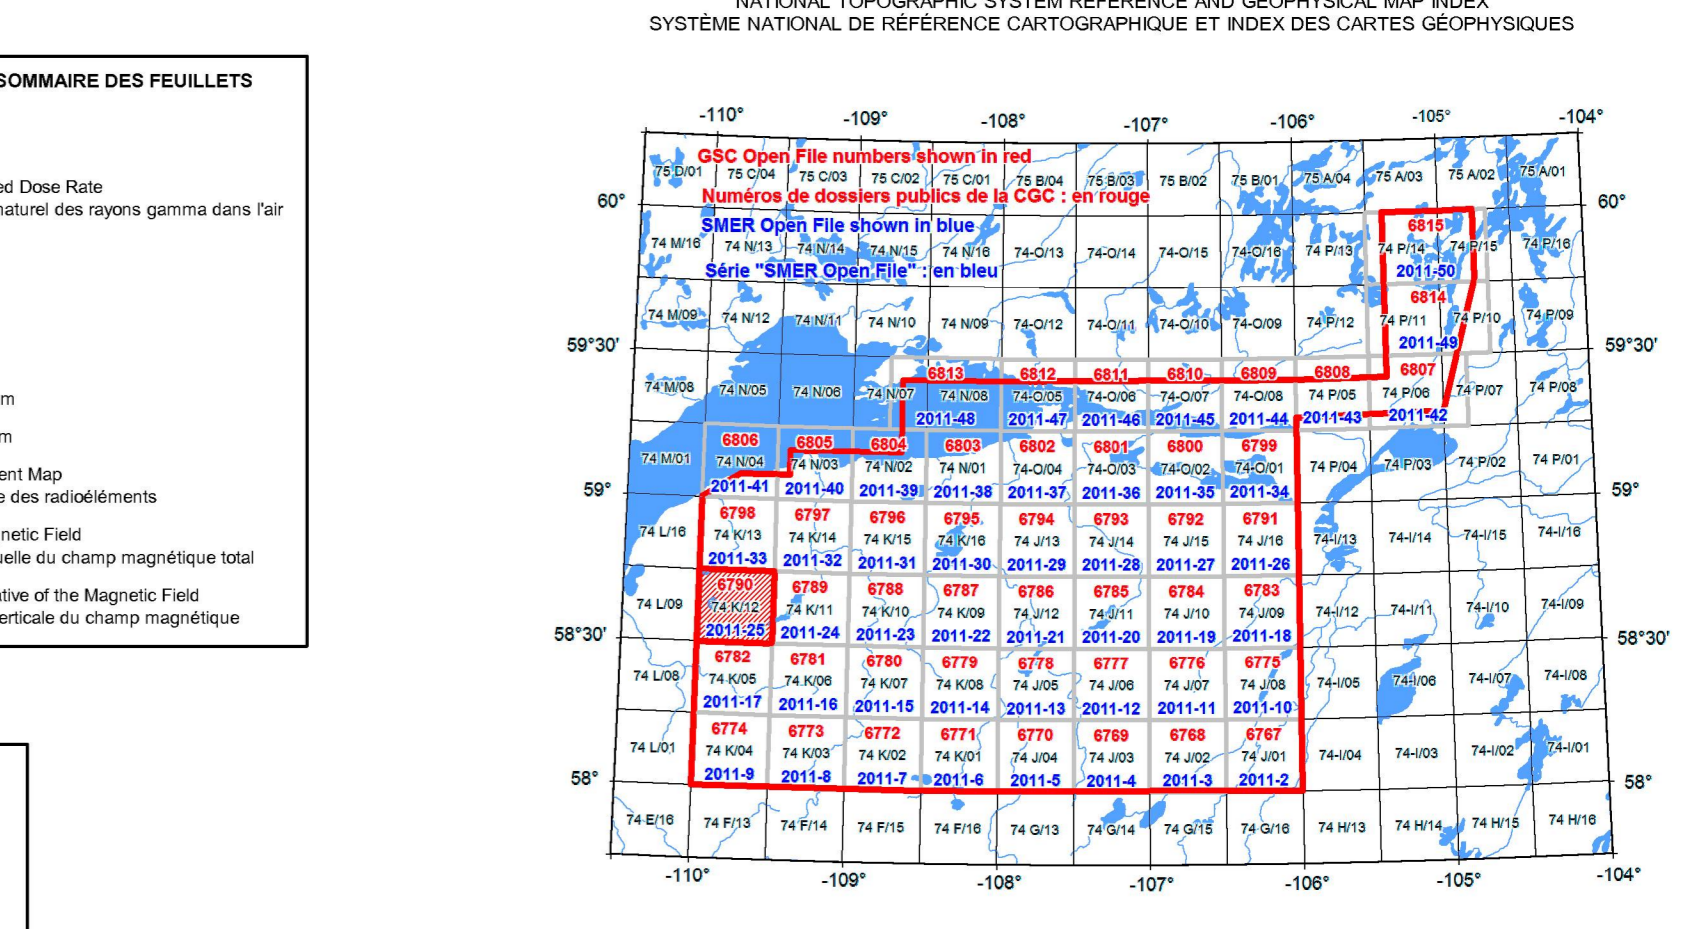 NATIONAL TOPOGRAPHIC SYSTEM REFERENCE AND GEOPHYSICAL MAP INDEX
SYSTÈME NATIONAL DE RÉFÉRENCE CARTOGRAPHIQUE ET INDEX DES CARTES GÉOPHYSIQUES
SOMMAIRE DES FEUILLETS
Dose Rate
naturel des rayons gamma dans l'air
Map
des radioéléments
Field
du champ magnétique total
of the Magnetic Field
du champ magnétique
-110° -109° -108° -107° -106° -105° -104°
GSC Open File numbers shown in red
75 D/01 75 C/04 75 C/03 75 C/02 75 C/01 75 B/04 75 B/03 75 B/02 75 B/01 75 A/04 75 A/03 75 A/02 75 A/01
Numéros de dossiers publics de la CGC : en rouge
60° 60°
SMER Open File shown in blue
6815
74 M/16 74 N/13 74 N/14 74 N/15 74 N/16 74-O/13 74-O/14 74-O/15 74-O/16 74 P/13 74 P/14 74 P/15 74 P/16
Série "SMER Open File" : en bleu
2011-50
6814
74 M/09 74 N/12 74 N/11 74 N/10 74 N/09 74-O/12 74-O/11 74-O/10 74-O/09 74 P/12 74 P/11 74 P/10 74 P/09
2011-49
59°30' 59°30'
6813 6812 6811 6810 6809 6808 6807
74 M/08 74 N/05 74 N/06 74 N/07 74 N/08 74-O/05 74-O/06 74-O/07 74-O/08 74 P/05 74 P/06 74 P/07 74 P/08
2011-48 2011-47 2011-46 2011-45 2011-44 2011-43 2011-42
6806 6805 6804 6803 6802 6801 6800 6799
74 M/01 74 N/04 74 N/03 74 N/02 74 N/01 74-O/04 74-O/03 74-O/02 74-O/01 74 P/04 74 P/03 74 P/02 74 P/01
2011-41 2011-40 2011-39 2011-38 2011-37 2011-36 2011-35 2011-34
59° 59°
6798 6797 6796 6795 6794 6793 6792 6791
74 L/16 74 K/13 74 K/14 74 K/15 74 K/16 74 J/13 74 J/14 74 J/15 74 J/16 74-I/13 74-I/14 74-I/15 74-I/16
2011-33 2011-32 2011-31 2011-30 2011-29 2011-28 2011-27 2011-26
6790 6789 6788 6787 6786 6785 6784 6783
74 L/09 74 K/12 74 K/11 74 K/10 74 K/09 74 J/12 74 J/11 74 J/10 74 J/09 74-I/12 74-I/11 74-I/10 74-I/09
2011-25 2011-24 2011-23 2011-22 2011-21 2011-20 2011-19 2011-18
58°30' 58°30'
6782 6781 6780 6779 6778 6777 6776 6775
74 L/08 74 K/05 74 K/06 74 K/07 74 K/08 74 J/05 74 J/06 74 J/07 74 J/08 74-I/05 74-I/06 74-I/07 74-I/08
2011-17 2011-16 2011-15 2011-14 2011-13 2011-12 2011-11 2011-10
6774 6773 6772 6771 6770 6769 6768 6767
74 L/01 74 K/04 74 K/03 74 K/02 74 K/01 74 J/04 74 J/03 74 J/02 74 J/01 74-I/04 74-I/03 74-I/02 74-I/01
2011-9 2011-8 2011-7 2011-6 2011-5 2011-4 2011-3 2011-2
58° 58°
74 E/16 74 F/13 74 F/14 74 F/15 74 F/16 74 G/13 74 G/14 74 G/15 74 G/16 74 H/13 74 H/14 74 H/15 74 H/16
-110° -109° -108° -107° -106° -105° -104°